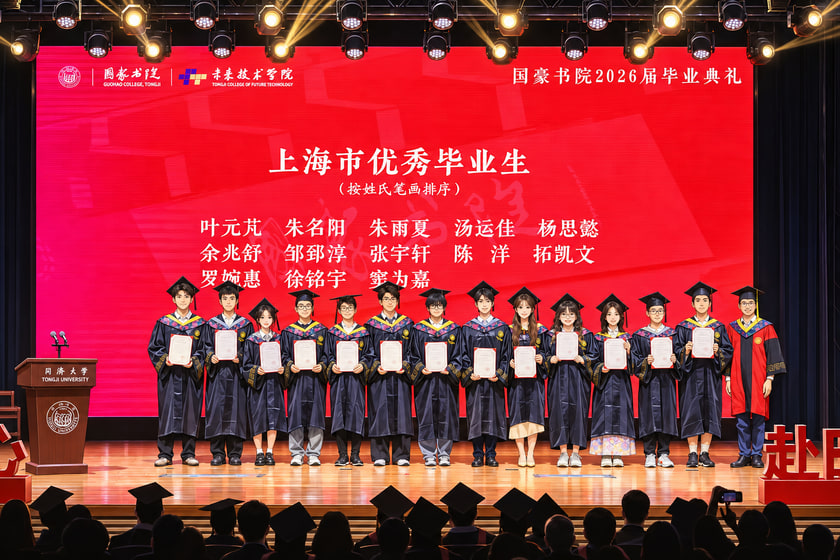 国豪书院
GUOHAO COLLEGE, TONGJI
未来技术学院
TONGJI COLLEGE OF FUTURE TECHNOLOGY
国豪书院2026届毕业典礼
上海市优秀毕业生
(按姓氏笔画排序)
叶元芃 朱名阳 朱雨夏 汤运佳 杨思懿
余兆舒 邹郅淳 张宇轩 陈 洋 拓凯文
罗婉惠 徐铭宇 窦为嘉
同济大学
TONGJI UNIVERSITY
赴